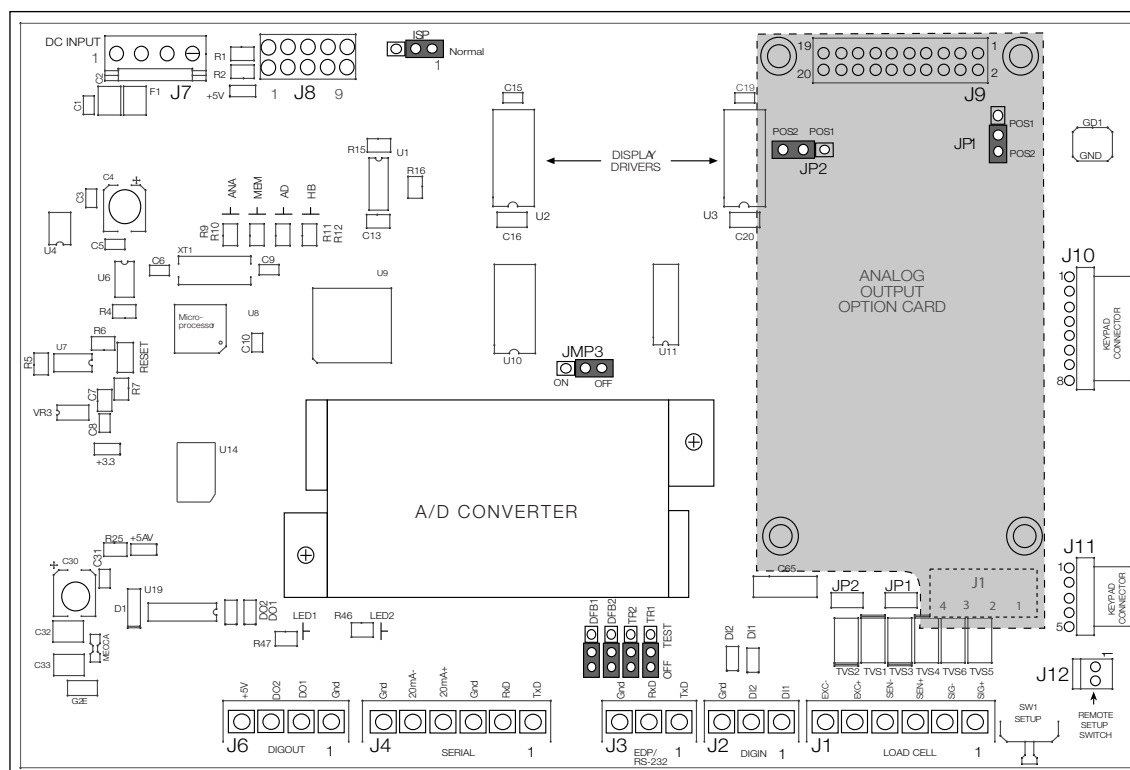 DC INPUT
1
C2
J7
C1
F1
R1
R2
+5V
1 J8 9
ISP
Normal
1
C15
C19
19
20
1
2
J9
POS1
JP1
POS2
POS2 POS1
JP2
GD1
GND
DISPLAY
DRIVERS
R15
U1
R16
C13
U2
C16
U3
C20
C4
+
C3
U4
C5
U6
R4
ANA
MEM
AD
HB
R9
R10
R11
R12
XT1
C6
C9
Micro-
processor
U8
C10
U9
U10
U11
JMP3
ON OFF
ANALOG
OUTPUT
OPTION CARD
J10
1
8
KEYPAD
CONNECTOR
R6
R5
U7
RESET
R7
C7
VR3
C8
+3.3
U14
A/D CONVERTER
R25
+5AV
+
C30
C31
D1
U19
DO2
DO1
C32
C33
MECCA
G2E
R47
LED1
R46
LED2
DFB1
DFB2
TR2
TR1
TEST
OFF
C65
DI2
DI1
JP2
JP1
J1
4 3 2 1
TVS2
TVS1
TVS3
TVS4
TVS6
TVS5
J11
1
5
KEYPAD
CONNECTOR
J12
1
REMOTE
SETUP
SWITCH
SW1
SETUP
+5V
DO2
DO1
Gnd
J6
DIGOUT
1
Gnd
20mA-
20mA+
Gnd
RxD
TxD
J4
SERIAL
1
Gnd
RxD
TxD
J3
EDP/
RS-232
1
Gnd
DI2
DI1
J2
DIGIN
1
EXC-
EXC+
SEN-
SEN+
SIG-
SIG+
J1
LOAD CELL
1